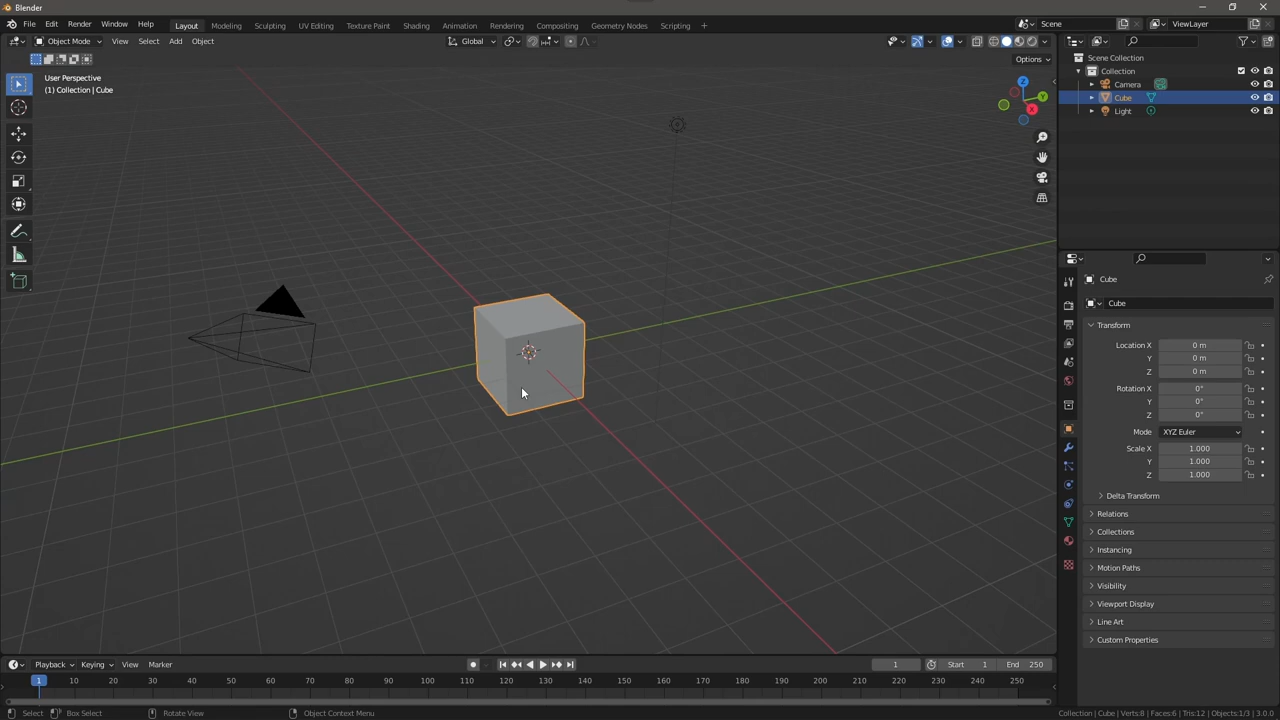 Blender
File Edit Render Window Help Layout Modeling Sculpting UV Editing Texture Paint Shading Animation Rendering Compositing Geometry Nodes Scripting + Scene ViewLayer
Object Mode View Select Add Object Global
Options
User Perspective
(1) Collection | Cube
Z
Y
X
Scene Collection
Collection
Camera
Cube
Light
Cube
Cube
Transform
Location X 0 m
Y 0 m
Z 0 m
Rotation X 0°
Y 0°
Z 0°
Mode XYZ Euler
Scale X 1.000
Y 1.000
Z 1.000
Delta Transform
Relations
Collections
Instancing
Motion Paths
Visibility
Viewport Display
Line Art
Custom Properties
Playback Keying View Marker 1 Start 1 End 250
1 10 20 30 40 50 60 70 80 90 100 110 120 130 140 150 160 170 180 190 200 210 220 230 240 250
Select Box Select Rotate View Object Context Menu Collection | Cube | Verts:8 | Faces:6 | Tris:12 | Objects:1/3 | 3.0.0